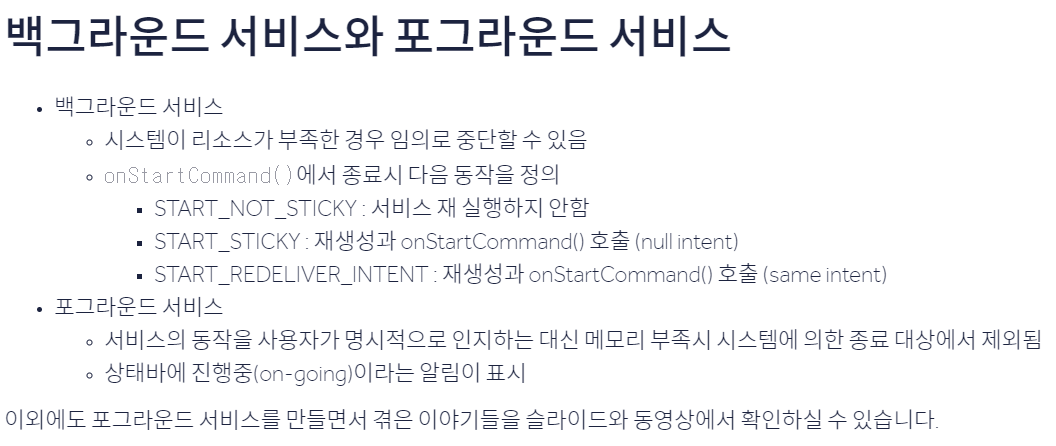 백그라운드 서비스와 포그라운드 서비스
• 백그라운드 서비스
◦ 시스템이 리소스가 부족한 경우 임의로 중단할 수 있음
◦ onStartCommand()에서 종료시 다음 동작을 정의
▪ START_NOT_STICKY : 서비스 재 실행하지 안함
▪ START_STICKY : 재생성과 onStartCommand() 호출 (null intent)
▪ START_REDELIVER_INTENT : 재생성과 onStartCommand() 호출 (same intent)
• 포그라운드 서비스
◦ 서비스의 동작을 사용자가 명시적으로 인지하는 대신 메모리 부족시 시스템에 의한 종료 대상에서 제외됨
◦ 상태바에 진행중(on-going)이라는 알림이 표시
이외에도 포그라운드 서비스를 만들면서 겪은 이야기들을 슬라이드와 동영상에서 확인하실 수 있습니다.